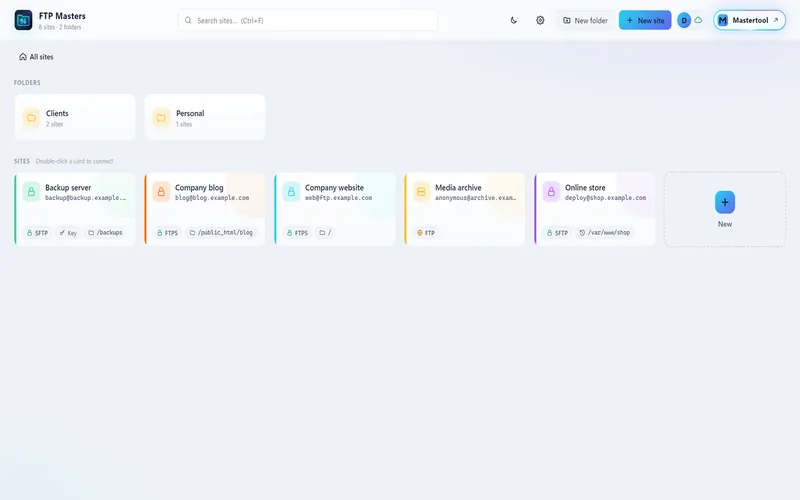 FTP Masters
8 sites · 2 folders
Search sites... (Ctrl+F)
New folder
New site
D
M
Mastertool
All sites
FOLDERS
Clients
2 sites
Personal
1 sites
SITES
Double-click a card to connect
Backup server
backup@backup.example...
SFTP
Key
/backups
Company blog
blog@blog.example.com
FTPS
/public_html/blog
Company website
web@ftp.example.com
FTPS
/
Media archive
anonymous@archive.exam...
FTP
Online store
deploy@shop.example.com
SFTP
/var/www/shop
New